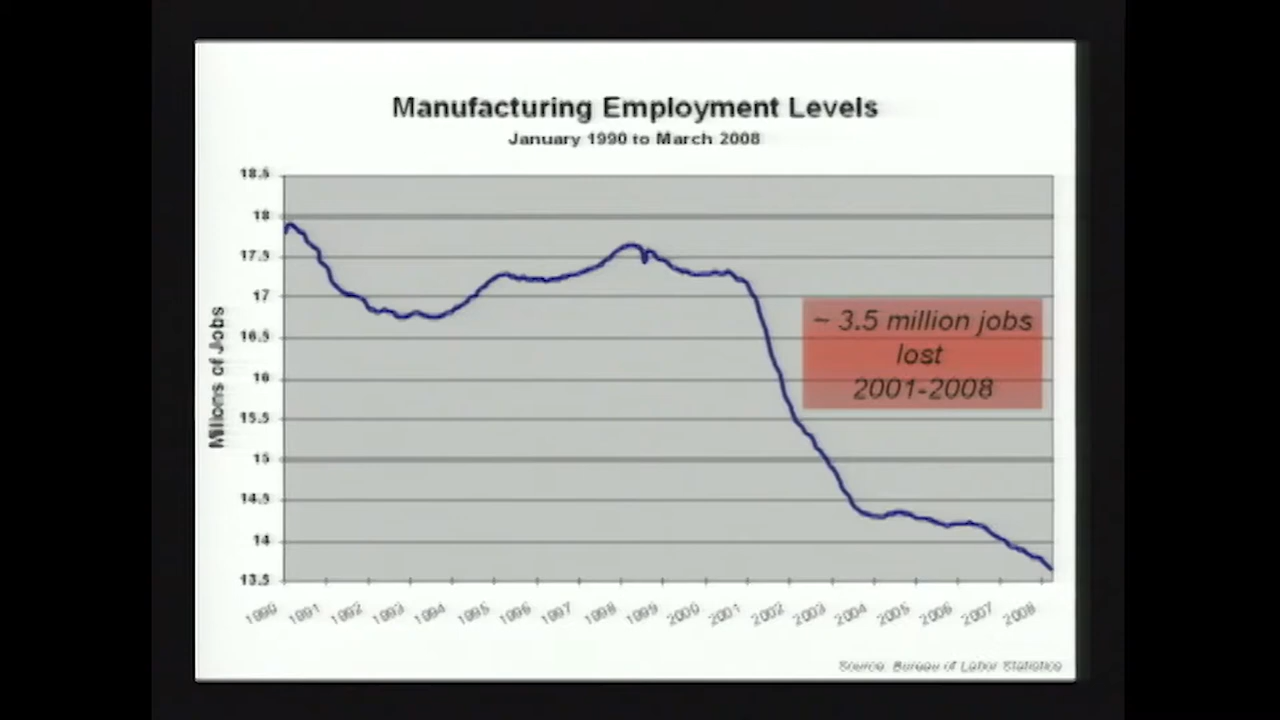 Manufacturing Employment Levels
January 1990 to March 2008
18.5
18
17.5
17
16.5
16
15.5
15
14.5
14
13.5
Millions of Jobs
~ 3.5 million jobs
lost
2001-2008
1990 1991 1992 1993 1994 1995 1996 1997 1998 1999 2000 2001 2002 2003 2004 2005 2006 2007 2008
Source: Bureau of Labor Statistics